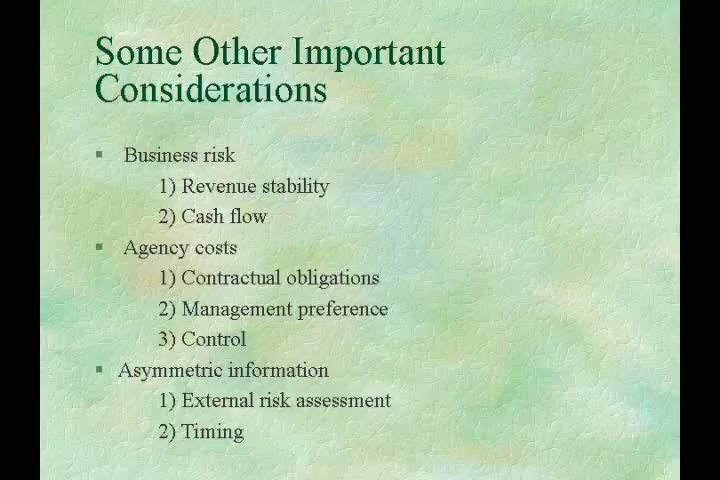 Some Other Important
Considerations
▪ Business risk
1) Revenue stability
2) Cash flow
▪ Agency costs
1) Contractual obligations
2) Management preference
3) Control
▪ Asymmetric information
1) External risk assessment
2) Timing